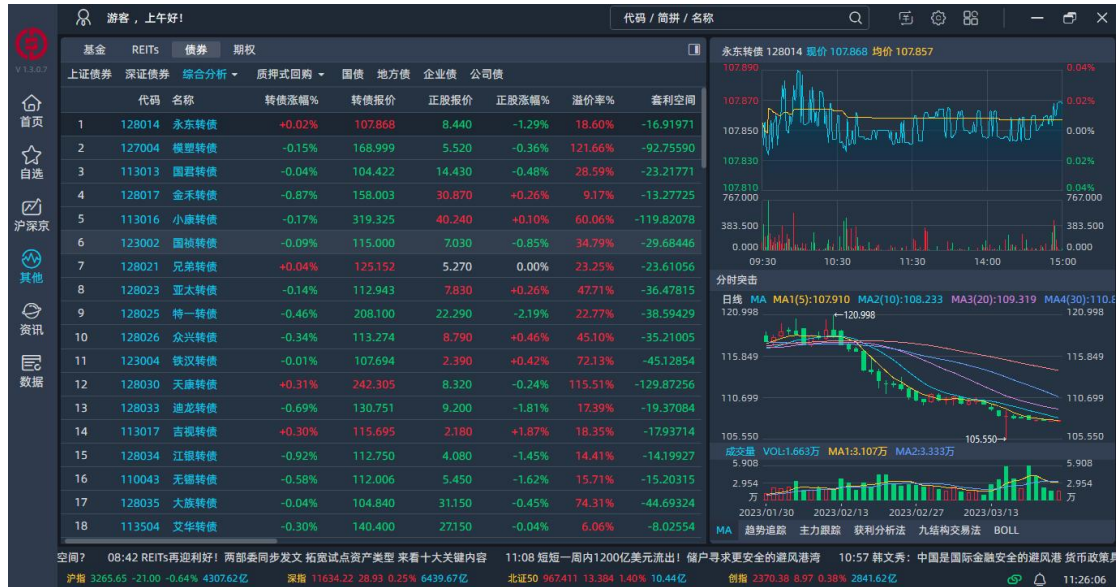 游客，上午好!
代码 / 简拼 / 名称
V 1.3.0.7
首页
自选
沪深京
其他
资讯
数据
基金 REITs 债券 期权
上证债券 深证债券 综合分析 质押式回购 国债 地方债 企业债 公司债
代码 名称 转债涨幅% 转债报价 正股报价 正股涨幅% 溢价率% 套利空间
1 128014 永东转债 +0.02% 107.868 8.440 -1.29% 18.60% -16.91971
2 127004 模塑转债 -0.15% 168.999 5.520 -0.36% 121.66% -92.75590
3 113013 国君转债 -0.04% 104.422 14.430 -0.48% 28.59% -23.21771
4 128017 金禾转债 -0.87% 158.003 30.870 +0.26% 9.17% -13.27725
5 113016 小康转债 -0.17% 319.325 40.240 +0.10% 60.06% -119.82078
6 123002 国祯转债 -0.09% 115.000 7.030 -0.85% 34.79% -29.68446
7 128021 兄弟转债 +0.04% 125.152 5.270 0.00% 23.25% -23.61056
8 128023 亚太转债 -0.14% 112.943 7.830 +0.26% 47.71% -36.47815
9 128025 特一转债 -0.46% 208.100 22.290 -2.19% 22.77% -38.59429
10 128026 众兴转债 -0.34% 113.274 8.790 +0.46% 45.10% -35.21005
11 123004 铁汉转债 -0.01% 107.694 2.390 +0.42% 72.13% -45.12854
12 128030 天康转债 +0.31% 242.305 8.320 -0.24% 115.51% -129.87256
13 128033 迪龙转债 -0.69% 130.751 9.200 -1.81% 17.39% -19.37084
14 113017 吉视转债 +0.30% 115.695 2.180 +1.87% 18.35% -17.93714
15 128034 江银转债 -0.92% 112.750 4.080 -1.45% 14.41% -14.19927
16 110043 无锡转债 -0.58% 112.006 5.450 -1.62% 15.71% -15.20315
17 128035 大族转债 -0.04% 104.840 31.150 -0.45% 74.31% -44.69324
18 113504 艾华转债 -0.30% 140.400 27.150 -0.04% 6.06% -8.02554
永东转债 128014 现价 107.868 均价 107.857
107.890 0.04%
107.870 0.02%
107.850 0.00%
107.830 0.02%
107.810 0.04%
767.000 767.000
383.500 383.500
0.000 0.000
09:30 10:30 11:30 14:00 15:00
分时突击
日线 MA MA1(5):107.910 MA2(10):108.233 MA3(20):109.319 MA4(30):110.8
120.998 ←120.998 120.998
115.849 115.849
110.699 110.699
105.550 105.550→ 105.550
成交量 VOL:1.663万 MA1:3.107万 MA2:3.333万
5.908 5.908
2.954 2.954
万 万
2023/01/30 2023/02/13 2023/02/27 2023/03/13
MA 趋势追踪 主力跟踪 获利分析法 九结构交易法 BOLL
空间? 08:42 REITs再迎利好！两部委同步发文 拓宽试点资产类型 来看十大关键内容 11:08 短短一周内1200亿美元流出！储户寻求更安全的避风港湾 10:57 韩文秀：中国是国际金融安全的避风港 货币政策具
沪指 3265.65 -21.00 -0.64% 4307.62亿 深指 11634.22 28.93 0.25% 6439.67亿 北证50 967.411 13.384 1.40% 10.44亿 创指 2370.38 8.97 0.38% 2841.62亿 11:26:05